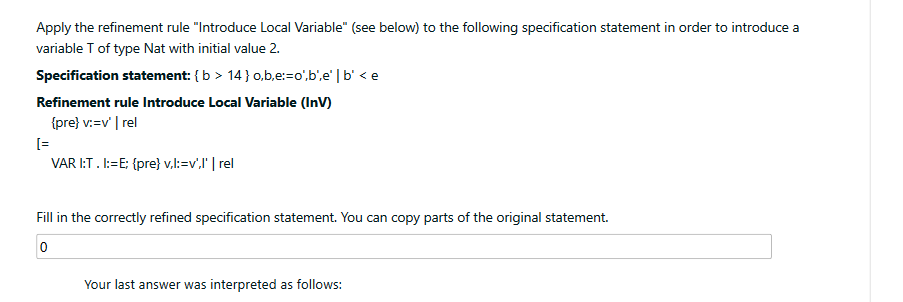 Apply the refinement rule "Introduce Local Variable" (see below) to the following specification statement in order to introduce a
variable T of type Nat with initial value 2.
Specification statement: { b > 14 } o,b,e:=o',b',e' | b' < e
Refinement rule Introduce Local Variable (InV)
{pre} v:=v' | rel
[=
VAR l:T . l:=E; {pre} v,l:=v',l' | rel
Fill in the correctly refined specification statement. You can copy parts of the original statement.
0
Your last answer was interpreted as follows: